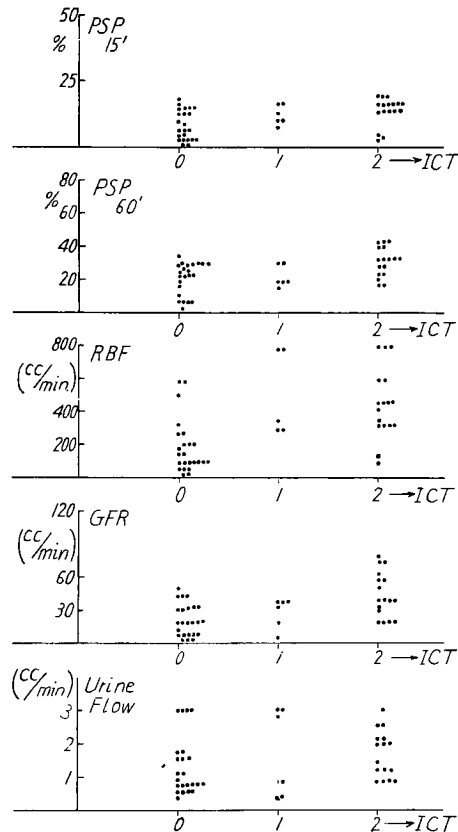 50
PSP
15'
%
25
0 1 2 →ICT
80
PSP
60'
% 60
40
20
0 1 2 →ICT
800
RBF
(cc/min)
400
200
0 1 2 →ICT
120
GFR
(cc/min)
60
30
0 1 2 →ICT
(cc/min)
Urine
Flow
3
2
1
0 1 2 →ICT